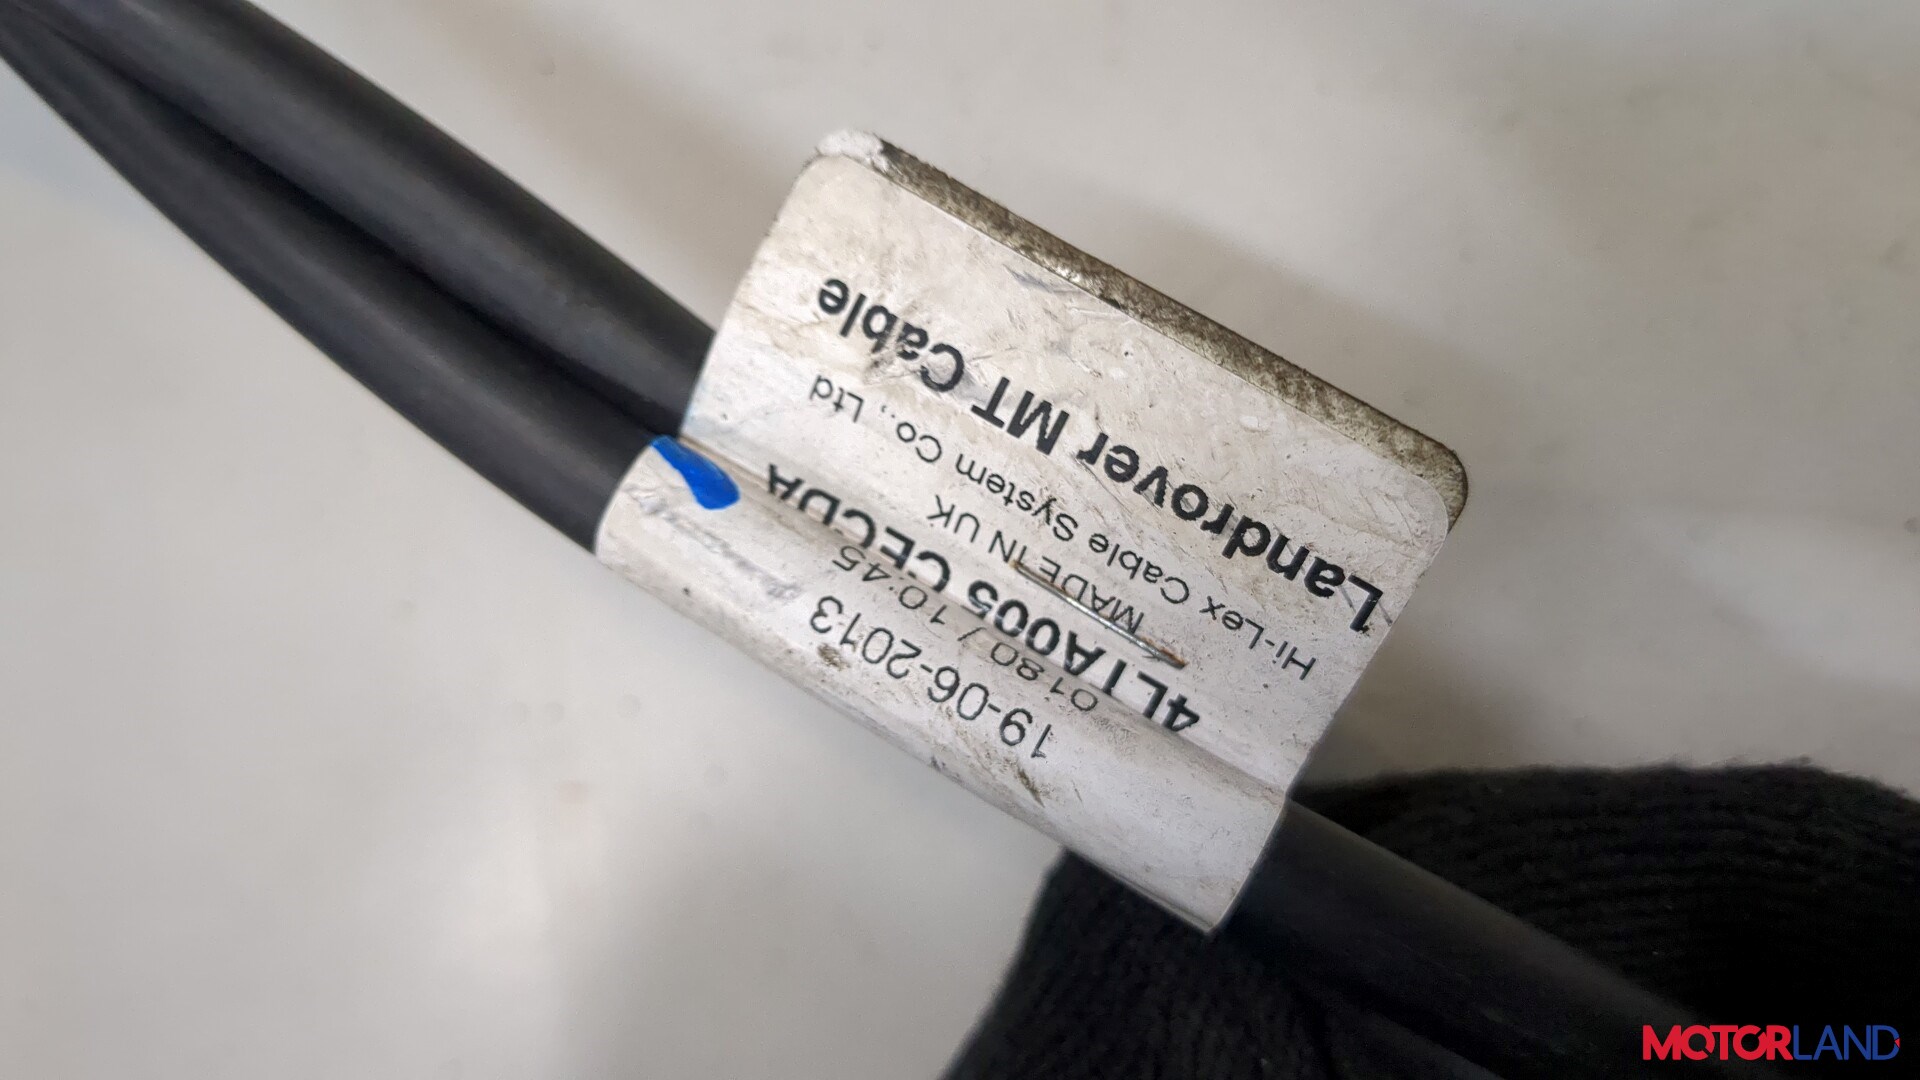 Landrover MT Cable
Hi-Lex Cable System Co., Ltd
MADE IN UK
4L1A005 CECDA
0180 / 10:45
19-06-2013
MOTORLAND